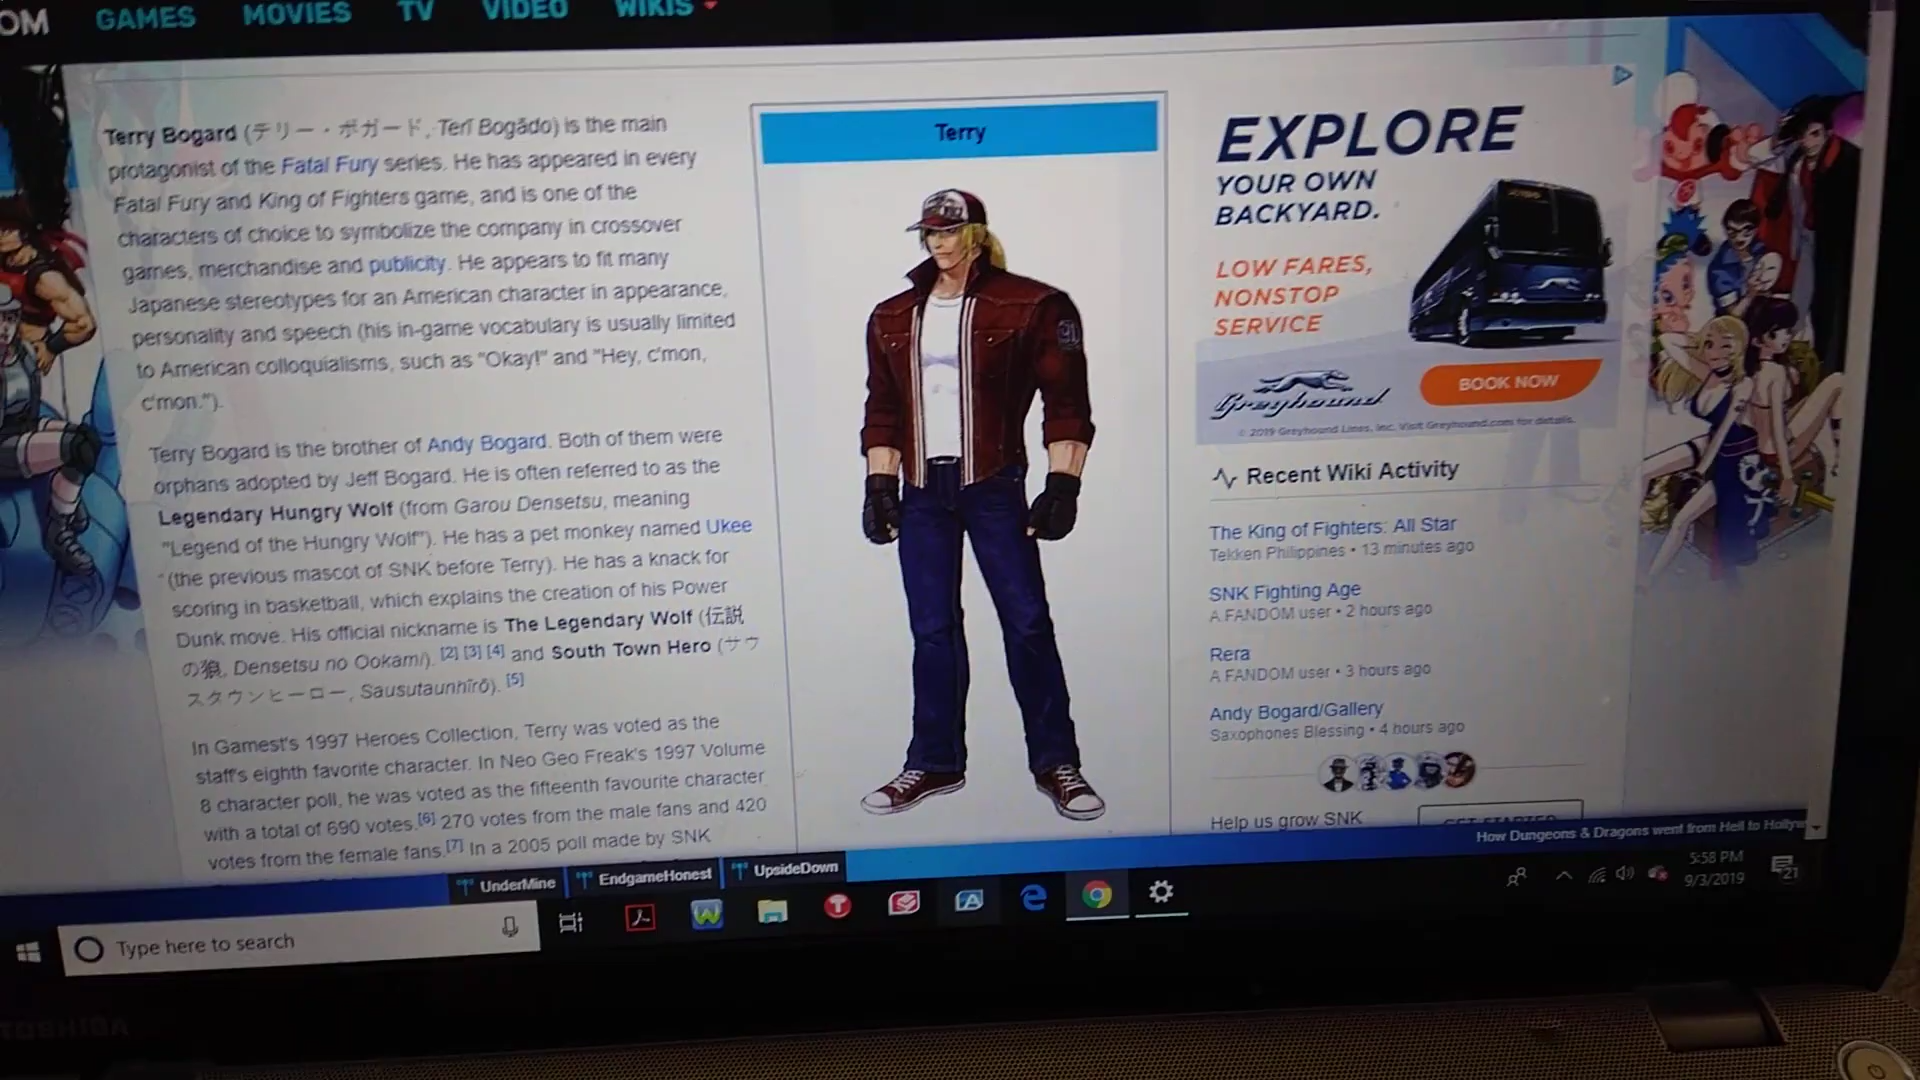 OM GAMES MOVIES TV VIDEO WIKIS
Terry Bogard (テリー・ボガード, Terī Bogādo) is the main
protagonist of the Fatal Fury series. He has appeared in every
Fatal Fury and King of Fighters game, and is one of the
characters of choice to symbolize the company in crossover
games, merchandise and publicity. He appears to fit many
Japanese stereotypes for an American character in appearance,
personality and speech (his in-game vocabulary is usually limited
to American colloquialisms, such as "Okay!" and "Hey, c'mon,
c'mon.").
Terry Bogard is the brother of Andy Bogard. Both of them were
orphans adopted by Jeff Bogard. He is often referred to as the
Legendary Hungry Wolf (from Garou Densetsu, meaning
"Legend of the Hungry Wolf"). He has a pet monkey named Ukee
(the previous mascot of SNK before Terry). He has a knack for
scoring in basketball, which explains the creation of his Power
Dunk move. His official nickname is The Legendary Wolf (伝説
の狼, Densetsu no Ookami). [2] [3] [4] and South Town Hero (サウ
スタウンヒーロー, Sausutaunhīrō). [5]
In Gamest's 1997 Heroes Collection, Terry was voted as the
staff's eighth favorite character. In Neo Geo Freak's 1997 Volume
8 character poll, he was voted as the fifteenth favourite character
with a total of 690 votes.[6] 270 votes from the male fans and 420
votes from the female fans.[7] In a 2005 poll made by SNK
Terry
EXPLORE
YOUR OWN
BACKYARD.
LOW FARES,
NONSTOP
SERVICE
Greyhound
BOOK NOW
© 2019 Greyhound Lines, Inc. Visit Greyhound.com for details.
Recent Wiki Activity
The King of Fighters: All Star
Tekken Philippines • 13 minutes ago
SNK Fighting Age
A FANDOM user • 2 hours ago
Rera
A FANDOM user • 3 hours ago
Andy Bogard/Gallery
Saxophones Blessing • 4 hours ago
Help us grow SNK
GET STARTED
How Dungeons & Dragons went from Hell to Hollyw
UnderMine EndgameHonest UpsideDown
Type here to search
5:58 PM
9/3/2019
21
TOSHIBA